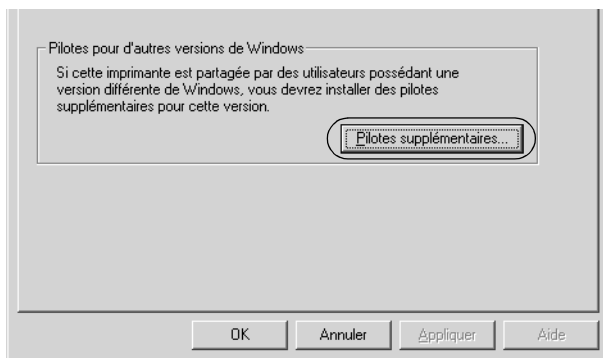 Pilotes pour d'autres versions de Windows
Si cette imprimante est partagée par des utilisateurs possédant une
version différente de Windows, vous devrez installer des pilotes
supplémentaires pour cette version.
Pilotes supplémentaires...
OK Annuler Appliquer Aide